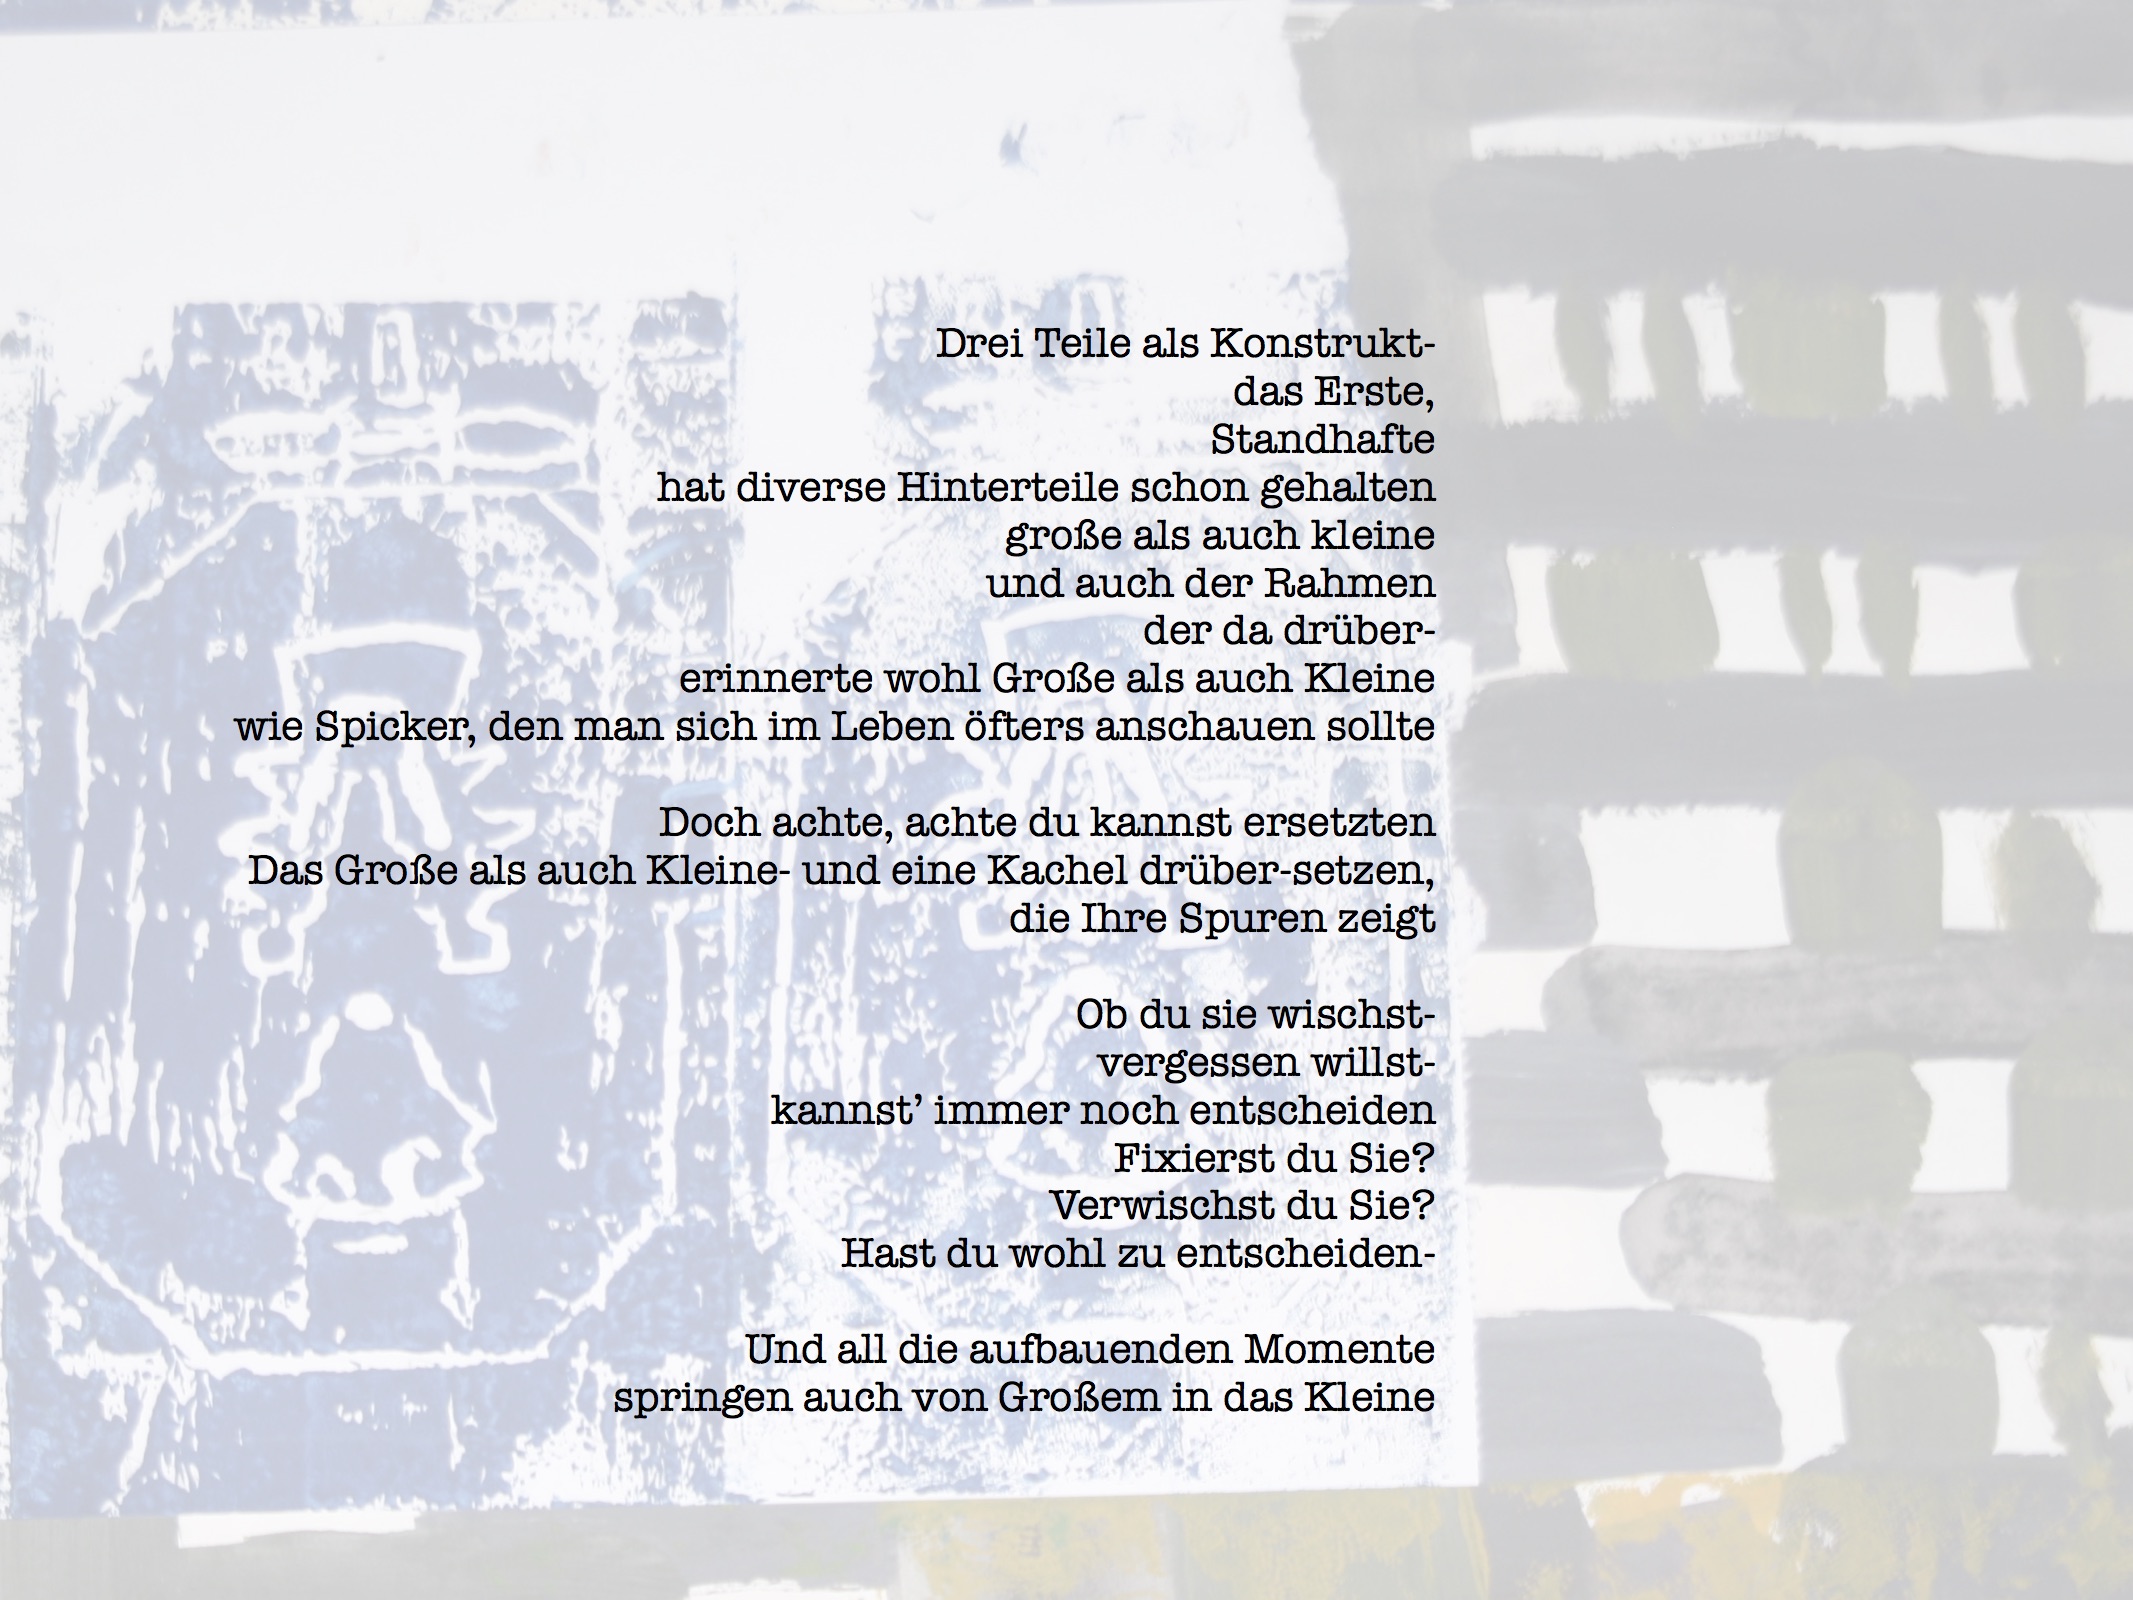 Drei Teile als Konstrukt-
das Erste,
Standhafte
hat diverse Hinterteile schon gehalten
große als auch kleine
und auch der Rahmen
der da drüber-
erinnerte wohl Große als auch Kleine
wie Spicker, den man sich im Leben öfters anschauen sollte
Doch achte, achte du kannst ersetzten
Das Große als auch Kleine- und eine Kachel drüber-setzen,
die Ihre Spuren zeigt
Ob du sie wischst-
vergessen willst-
kannst’ immer noch entscheiden
Fixierst du Sie?
Verwischst du Sie?
Hast du wohl zu entscheiden-
Und all die aufbauenden Momente
springen auch von Großem in das Kleine